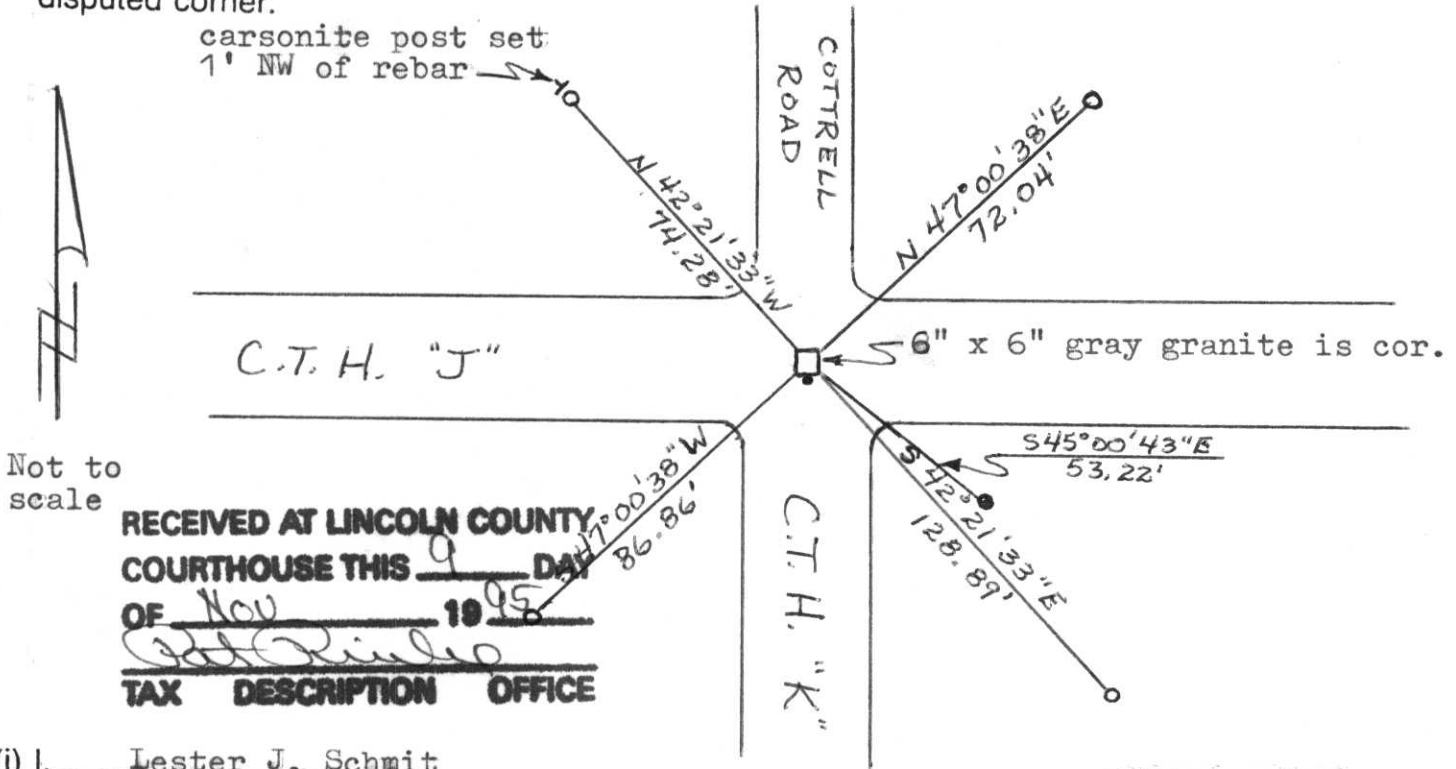 disputed corner.
carsonite post set
1' NW of rebar
COTTRELL
ROAD
N 42°21'33"W
74.28'
N 47°00'38"E
72.04'
C.T.H. "J"
6" x 6" gray granite is cor.
S45°00'43"E
53.22'
S 42°21'33"E
128.89'
Not to
scale
S 47°00'38"W
86.86'
C.T.H. "K"
RECEIVED AT LINCOLN COUNTY
COURTHOUSE THIS 9 DAY
OF Nov 1995
TAX DESCRIPTION OFFICE
(i) I, Lester J. Schmit